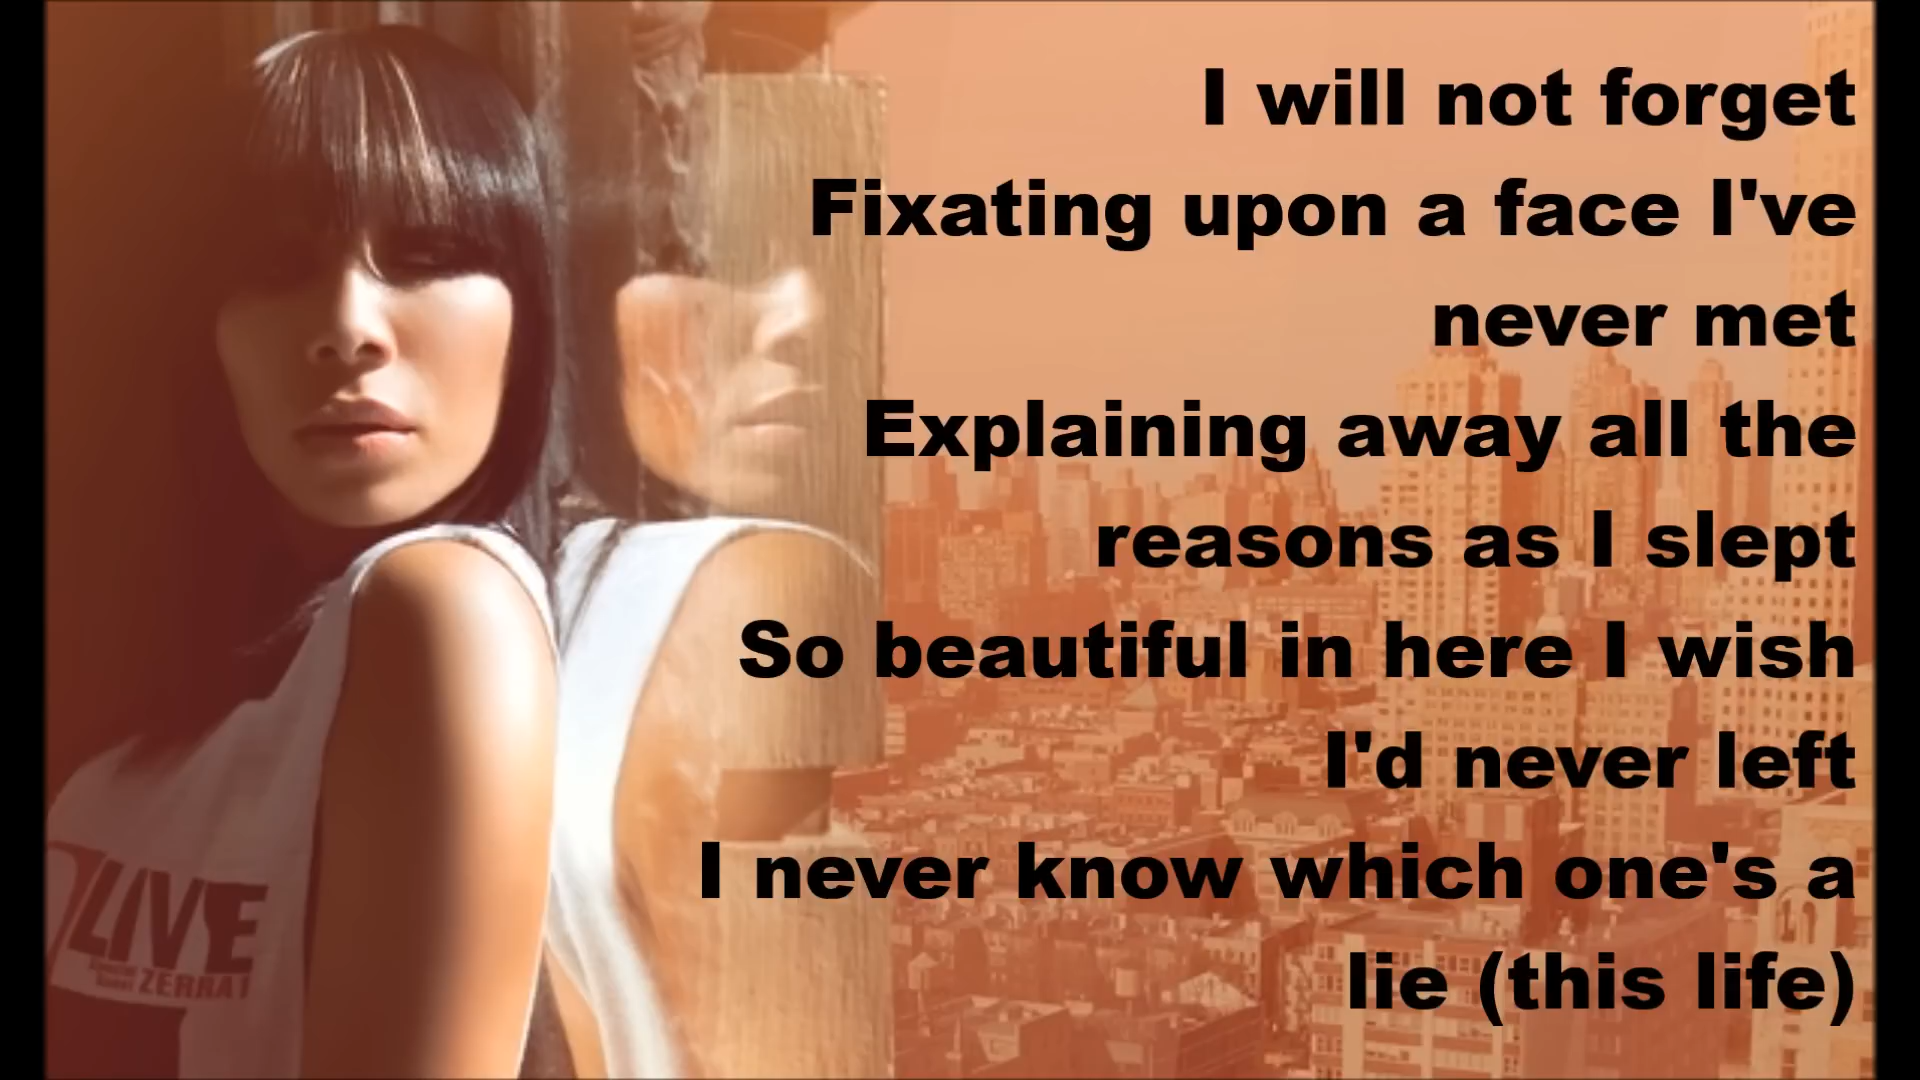 I will not forget
Fixating upon a face I've
never met
Explaining away all the
reasons as I slept
So beautiful in here I wish
I'd never left
I never know which one's a
lie (this life)
LIVE
ZERRA1